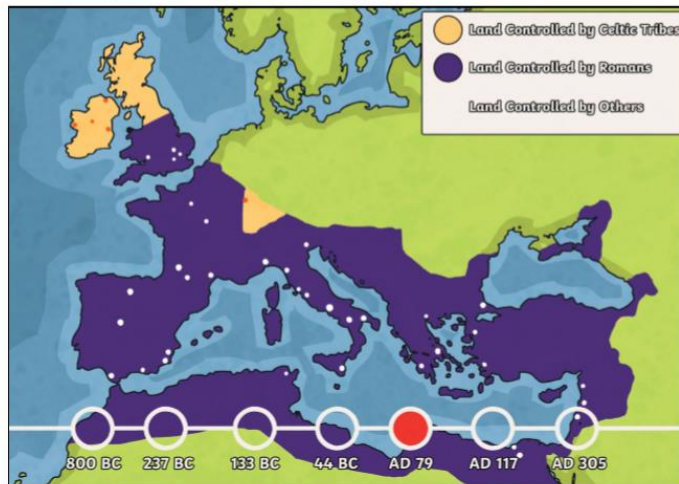 Land Controlled by Celtic Tribes
Land Controlled by Romans
Land Controlled by Others
800 BC 237 BC 133 BC 44 BC AD 79 AD 117 AD 305